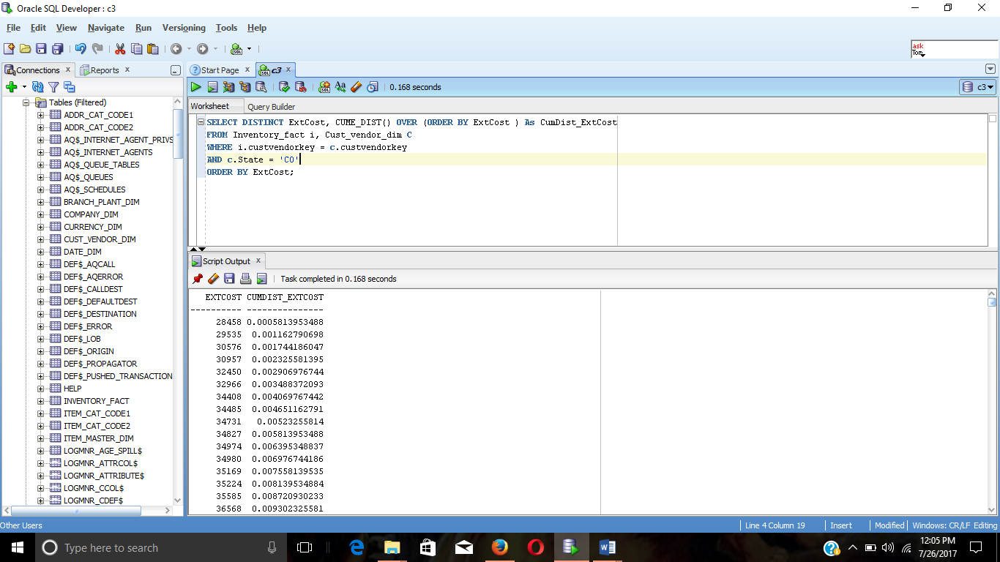 Oracle SQL Developer : c3
File Edit View Navigate Run Versioning Tools Help
ask
Tom
Connections x Reports x
Start Page x c3 x
0.168 seconds
c3
Tables (Filtered)
ADDR_CAT_CODE1
ADDR_CAT_CODE2
AQ$_INTERNET_AGENT_PRIVS
AQ$_INTERNET_AGENTS
AQ$_QUEUE_TABLES
AQ$_QUEUES
AQ$_SCHEDULES
BRANCH_PLANT_DIM
COMPANY_DIM
CURRENCY_DIM
CUST_VENDOR_DIM
DATE_DIM
DEF$_AQCALL
DEF$_AQERROR
DEF$_CALLDEST
DEF$_DEFAULTDEST
DEF$_DESTINATION
DEF$_ERROR
DEF$_LOB
DEF$_ORIGIN
DEF$_PROPAGATOR
DEF$_PUSHED_TRANSACTION
HELP
INVENTORY_FACT
ITEM_CAT_CODE1
ITEM_CAT_CODE2
ITEM_MASTER_DIM
LOGMNR_AGE_SPILL$
LOGMNR_ATTRCOL$
LOGMNR_ATTRIBUTE$
LOGMNR_CCOL$
LOGMNR_CDEF$
Worksheet Query Builder
SELECT DISTINCT ExtCost, CUME_DIST() OVER (ORDER BY ExtCost ) As CumDist_ExtCost
FROM Inventory_fact i, Cust_vendor_dim C
WHERE i.custvendorkey = c.custvendorkey
AND c.State = 'CO'
ORDER BY ExtCost;
Script Output x
Task completed in 0.168 seconds
EXTCOST CUMDIST_EXTCOST
---------- ---------------
28458 0.0005813953488
29535 0.001162790698
30576 0.001744186047
30957 0.002325581395
32450 0.002906976744
32966 0.003488372093
34408 0.004069767442
34485 0.004651162791
34731 0.00523255814
34827 0.005813953488
34974 0.006395348837
34980 0.006976744186
35169 0.007558139535
35224 0.008139534884
35585 0.008720930233
36568 0.009302325581
Other Users
Line 4 Column 19 Insert Modified Windows: CR/LF Editing
Type here to search
12:05 PM
7/26/2017